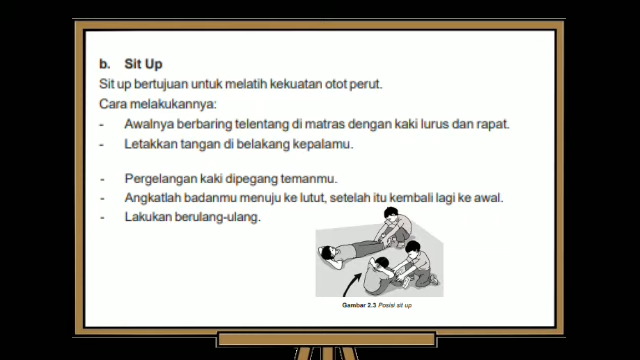 b. Sit Up
Sit up bertujuan untuk melatih kekuatan otot perut.
Cara melakukannya:
- Awalnya berbaring telentang di matras dengan kaki lurus dan rapat.
- Letakkan tangan di belakang kepalamu.
- Pergelangan kaki dipegang temanmu.
- Angkatlah badanmu menuju ke lutut, setelah itu kembali lagi ke awal.
- Lakukan berulang-ulang.
Gambar 2.3 Posisi sit up